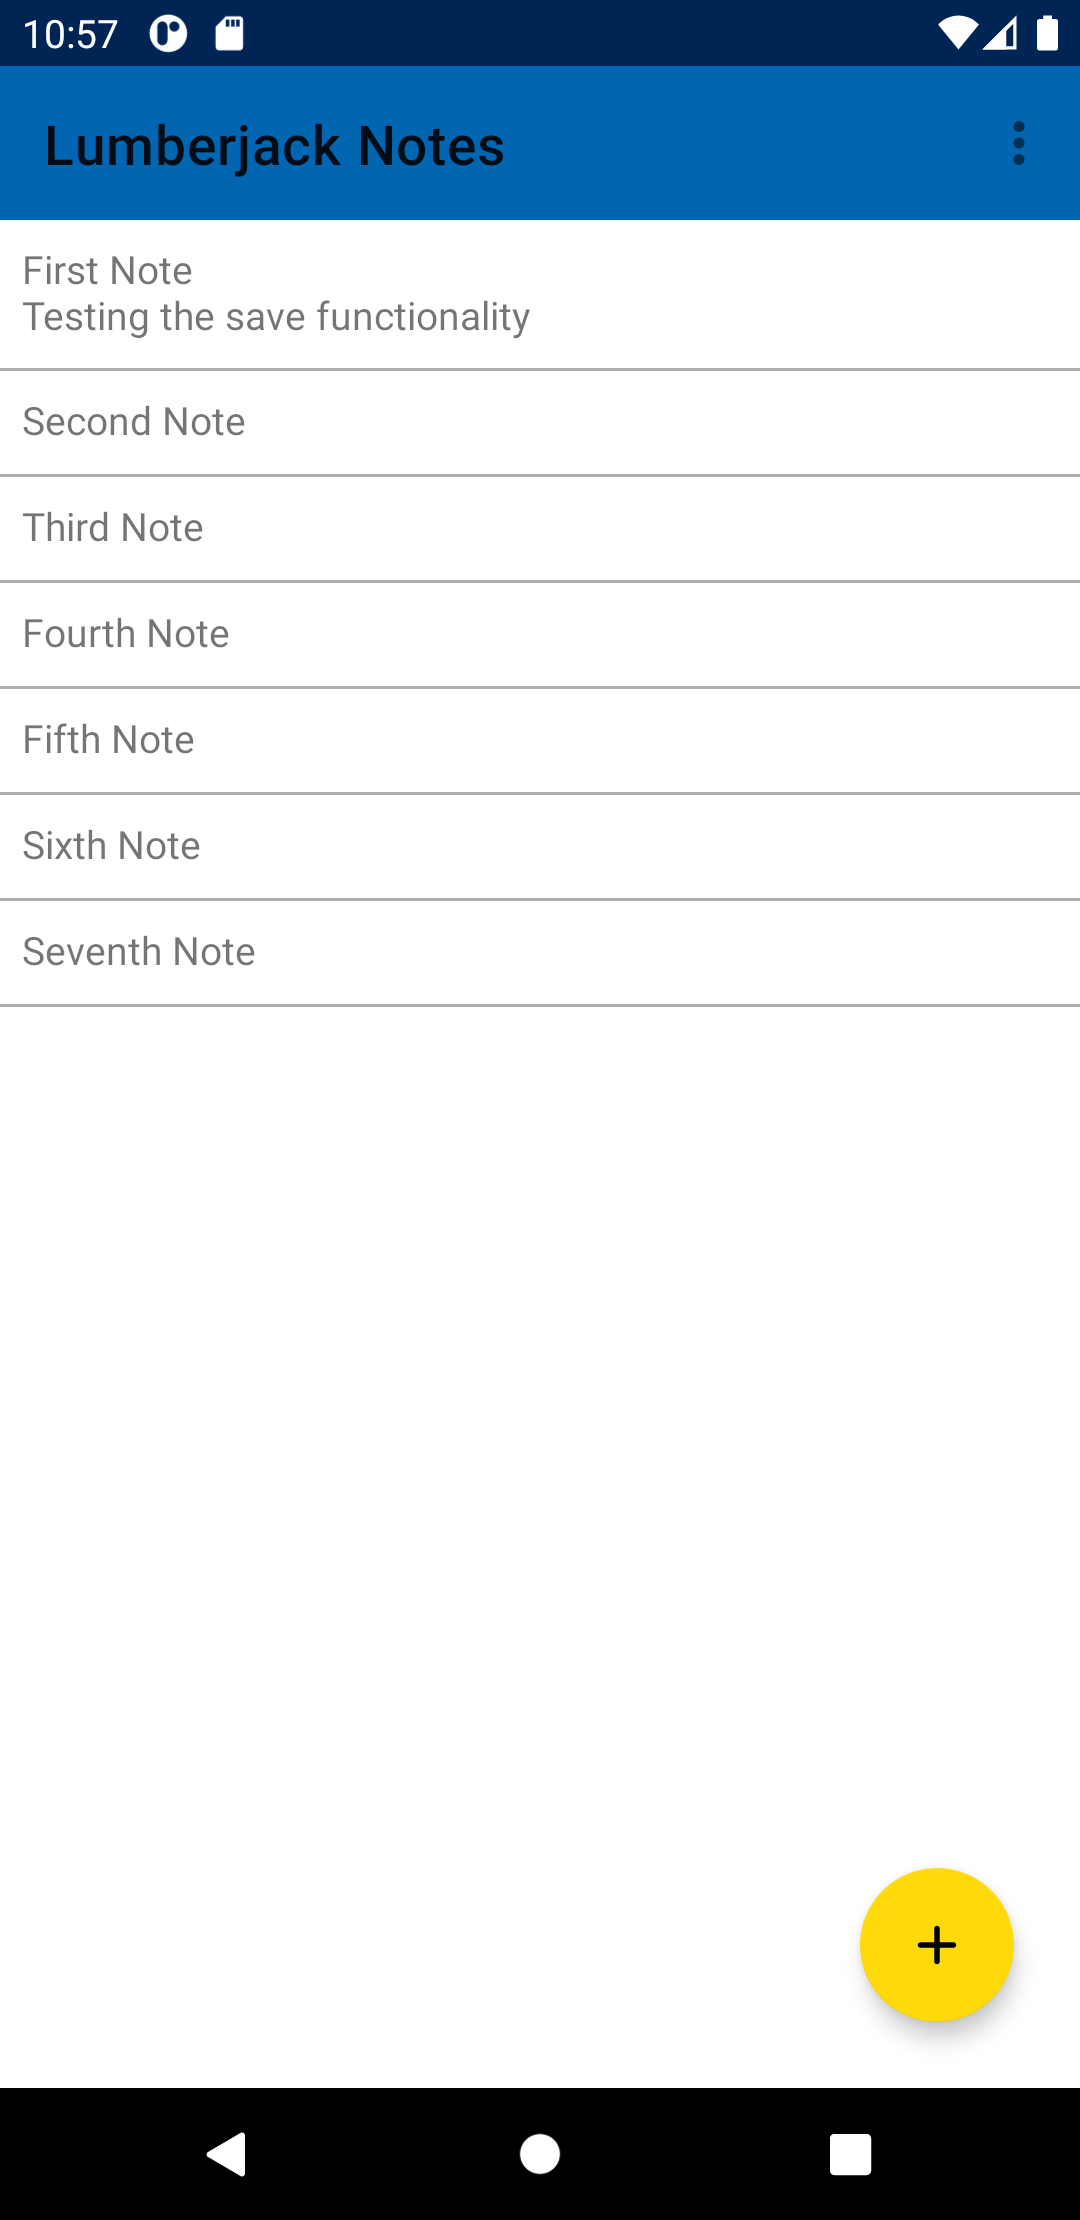 10:57
Lumberjack Notes
First Note
Testing the save functionality
Second Note
Third Note
Fourth Note
Fifth Note
Sixth Note
Seventh Note